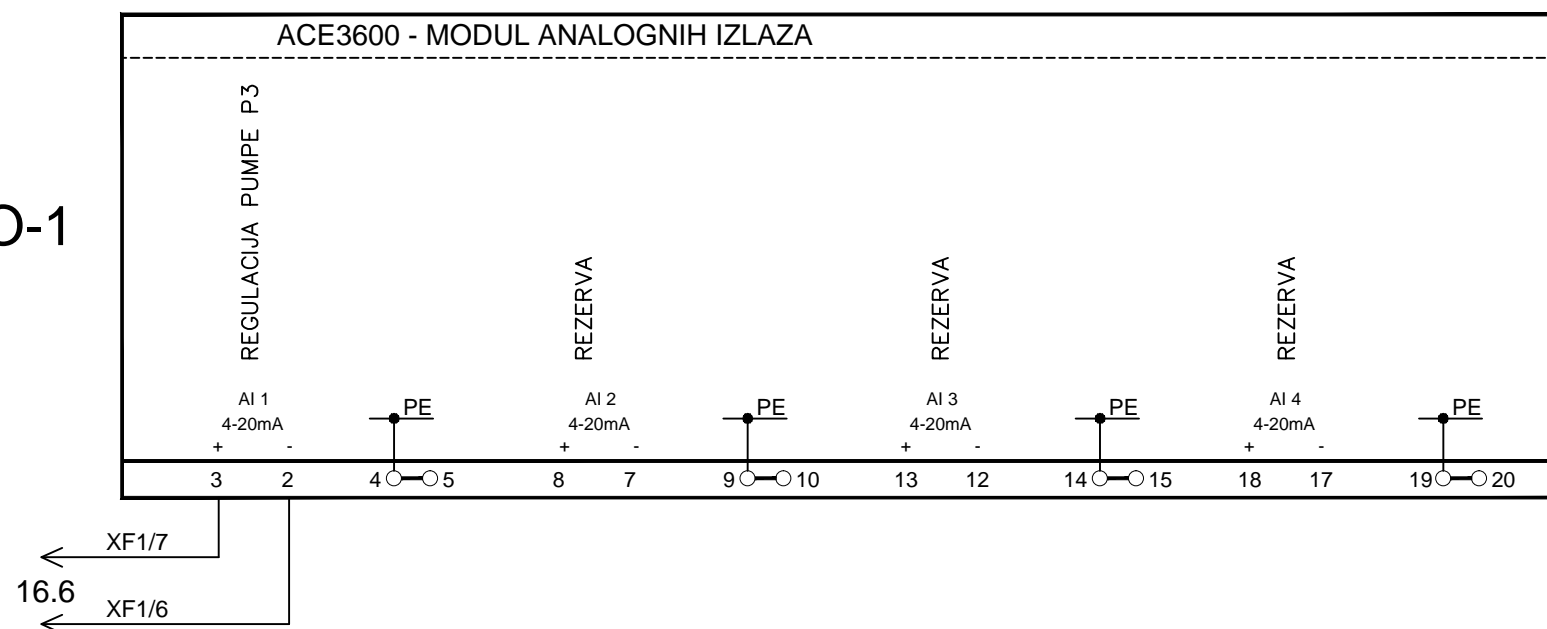 ACE3600 - MODUL ANALOGNIH IZLAZA
O-1
REGULACIJA PUMPE P3
REZERVA
REZERVA
REZERVA
AI 1
4-20mA
+ -
PE
AI 2
4-20mA
+ -
PE
AI 3
4-20mA
+ -
PE
AI 4
4-20mA
+ -
PE
3 2 4 5 8 7 9 10 13 12 14 15 18 17 19 20
XF1/7
16.6
XF1/6